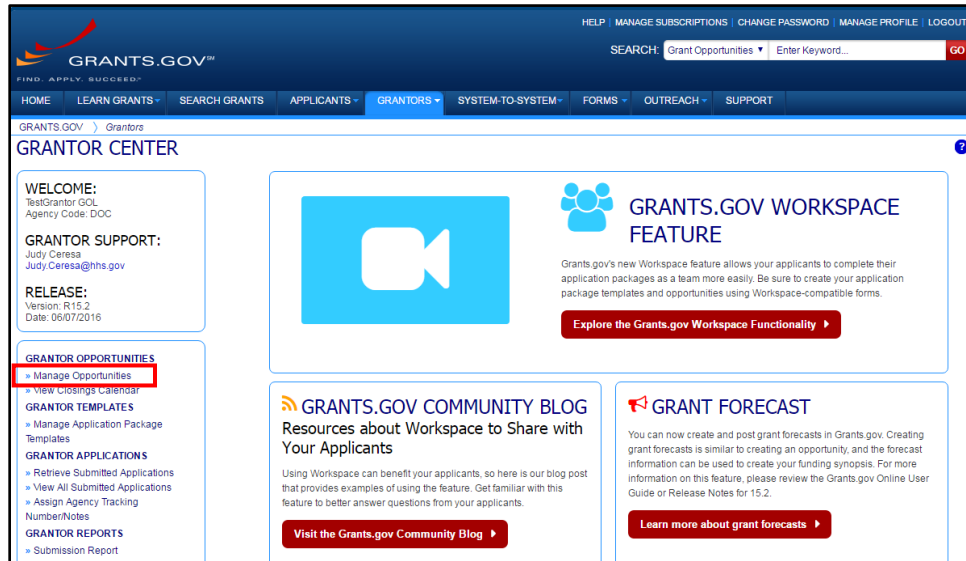 HELP | MANAGE SUBSCRIPTIONS | CHANGE PASSWORD | MANAGE PROFILE | LOGOUT
SEARCH: Grant Opportunities Enter Keyword... GO
GRANTS.GOV℠
FIND. APPLY. SUCCEED.℠
HOME LEARN GRANTS SEARCH GRANTS APPLICANTS GRANTORS SYSTEM-TO-SYSTEM FORMS OUTREACH SUPPORT
GRANTS.GOV 〉 Grantors
GRANTOR CENTER
?
WELCOME:
TestGrantor GOL
Agency Code: DOC
GRANTOR SUPPORT:
Judy Ceresa
Judy.Ceresa@hhs.gov
RELEASE:
Version: R15.2
Date: 06/07/2016
GRANTOR OPPORTUNITIES
» Manage Opportunities
» View Closings Calendar
GRANTOR TEMPLATES
» Manage Application Package
Templates
GRANTOR APPLICATIONS
» Retrieve Submitted Applications
» View All Submitted Applications
» Assign Agency Tracking
Number/Notes
GRANTOR REPORTS
» Submission Report
GRANTS.GOV WORKSPACE
FEATURE
Grants.gov's new Workspace feature allows your applicants to complete their
application packages as a team more easily. Be sure to create your application
package templates and opportunities using Workspace-compatible forms.
Explore the Grants.gov Workspace Functionality
GRANTS.GOV COMMUNITY BLOG
Resources about Workspace to Share with
Your Applicants
Using Workspace can benefit your applicants, so here is our blog post
that provides examples of using the feature. Get familiar with this
feature to better answer questions from your applicants.
Visit the Grants.gov Community Blog
GRANT FORECAST
You can now create and post grant forecasts in Grants.gov. Creating
grant forecasts is similar to creating an opportunity, and the forecast
information can be used to create your funding synopsis. For more
information on this feature, please review the Grants.gov Online User
Guide or Release Notes for 15.2.
Learn more about grant forecasts